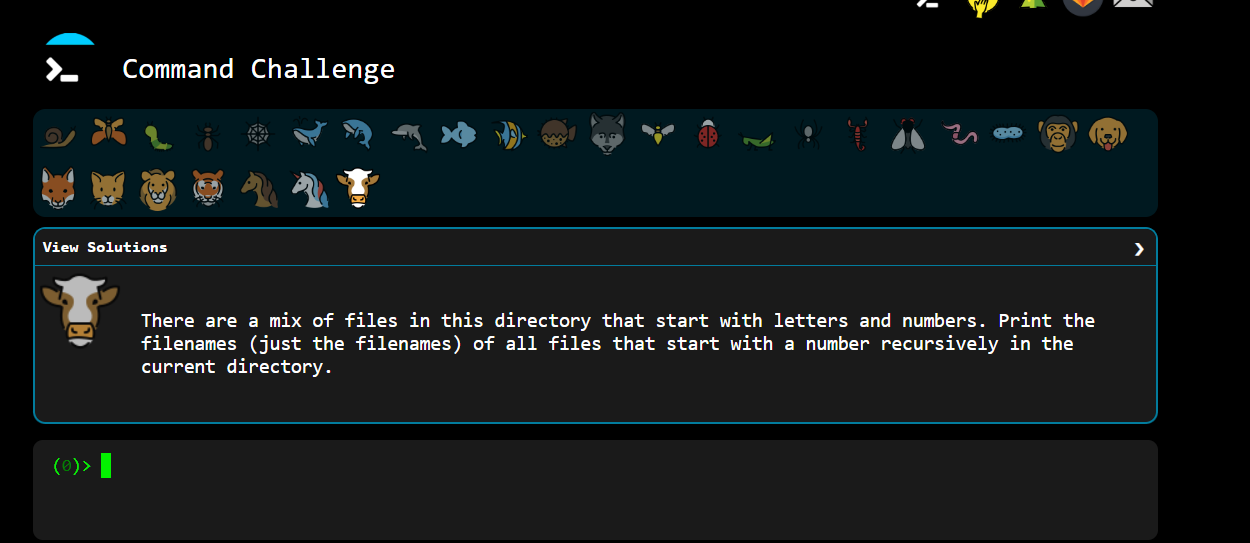 Command Challenge
View Solutions
There are a mix of files in this directory that start with letters and numbers. Print the
filenames (just the filenames) of all files that start with a number recursively in the
current directory.
(0)>